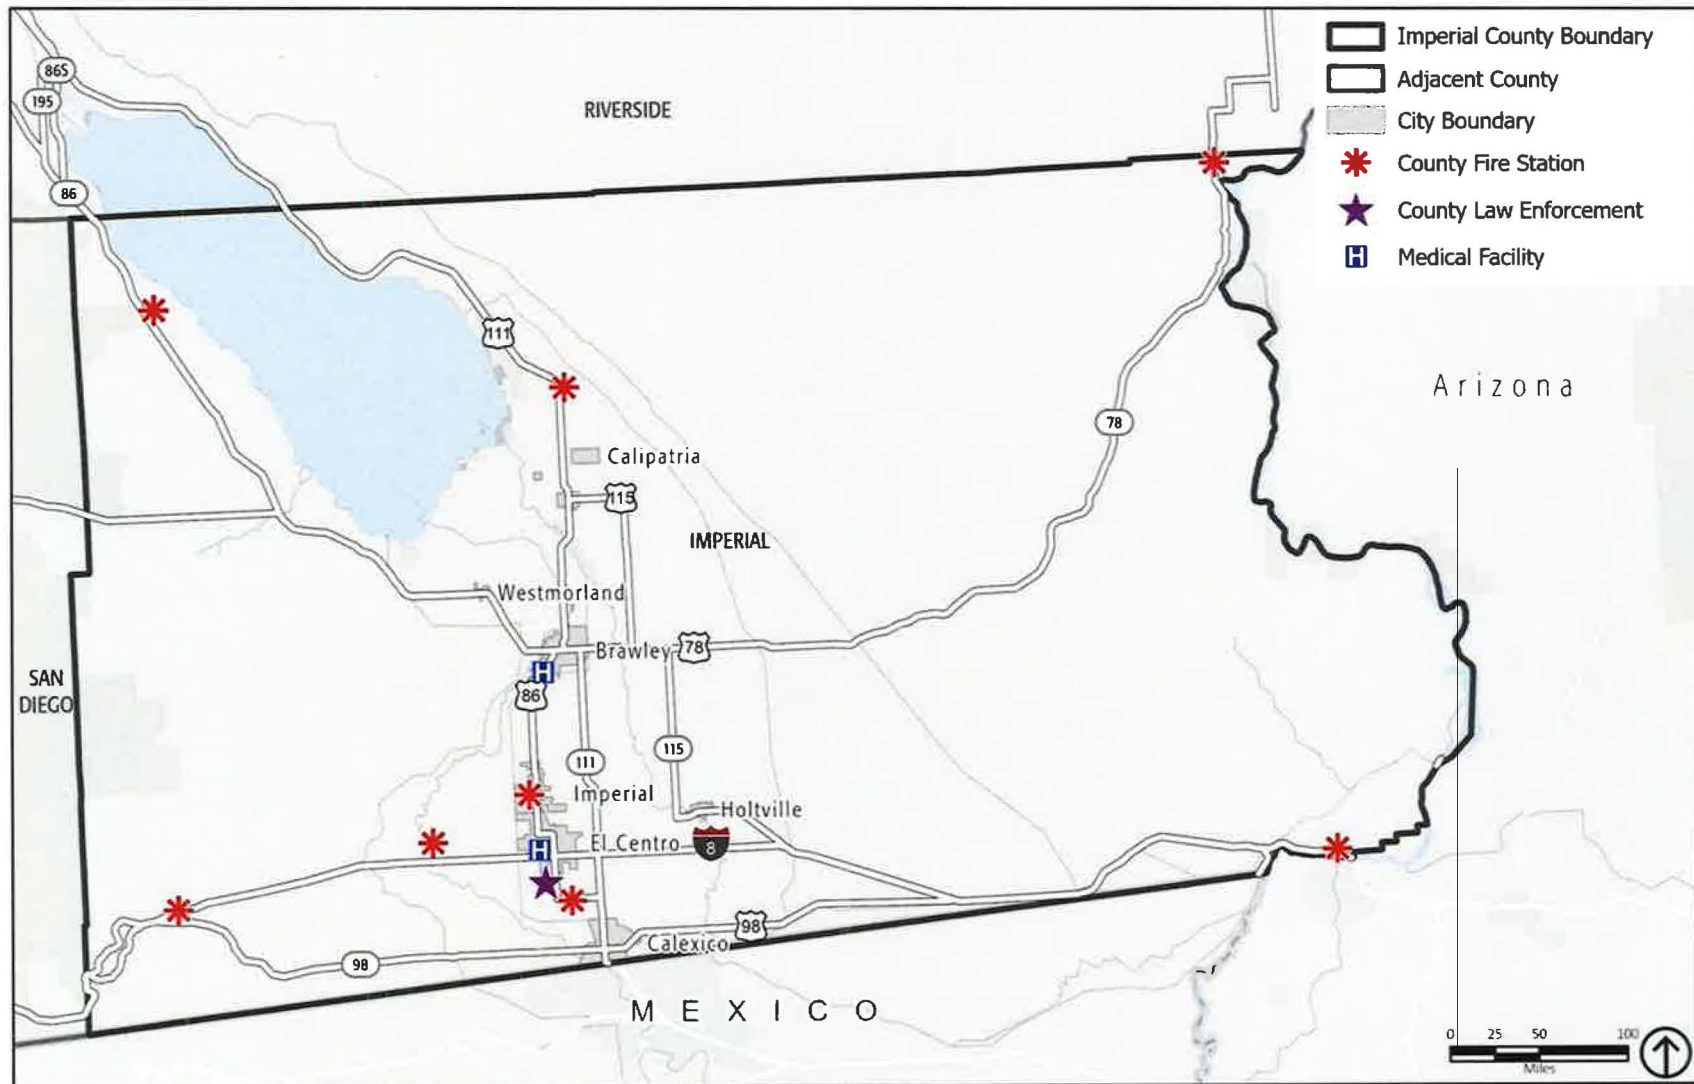 Imperial County Boundary
Adjacent County
City Boundary
County Fire Station
County Law Enforcement
H Medical Facility
86S
195
86
RIVERSIDE
111
Arizona
78
Calipatria
115
IMPERIAL
Westmorland
Brawley
78
H
86
SAN
DIEGO
111
115
Imperial
Holtville
El Centro
8
H
98
Calexico
98
MEXICO
0 25 50 100
Miles